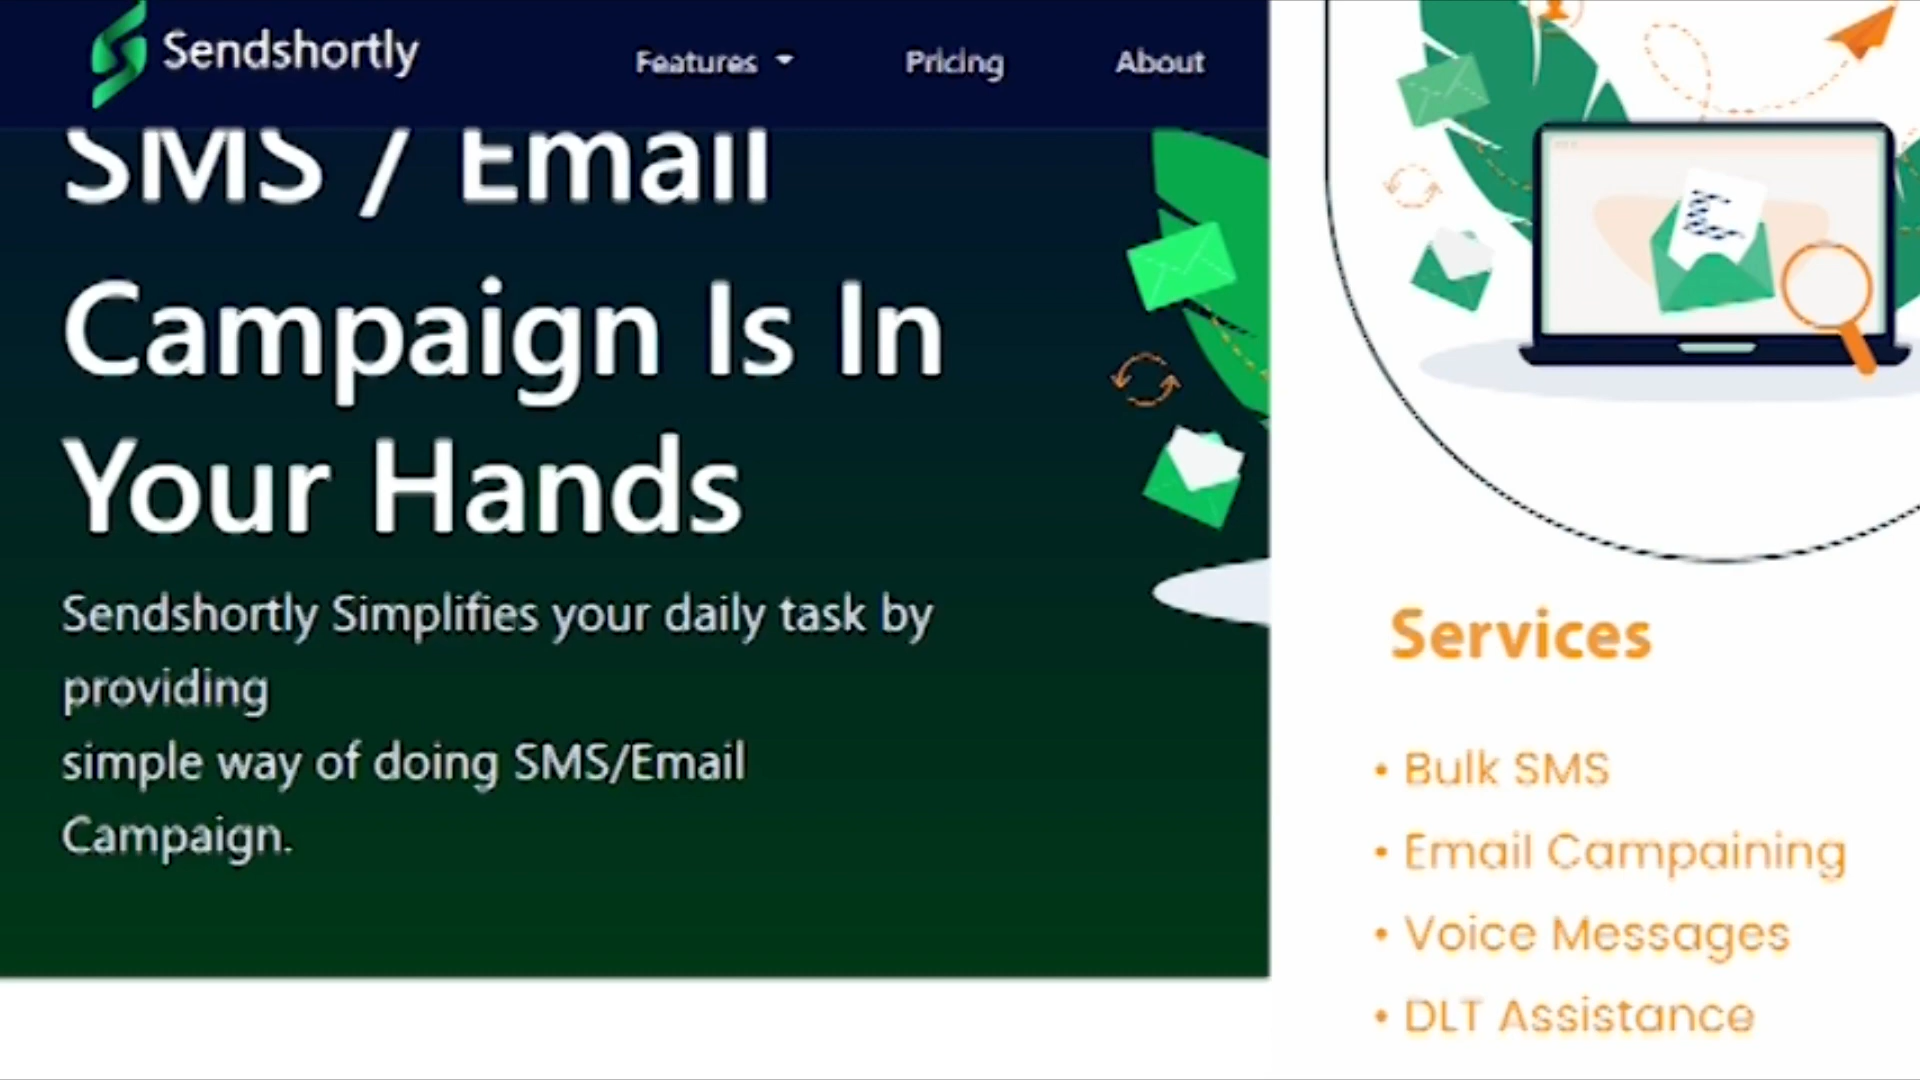 Sendshortly
Features
Pricing
About
SMS / Email
Campaign Is In
Your Hands
Sendshortly Simplifies your daily task by
providing
simple way of doing SMS/Email
Campaign.
Services
• Bulk SMS
• Email Campaining
• Voice Messages
• DLT Assistance